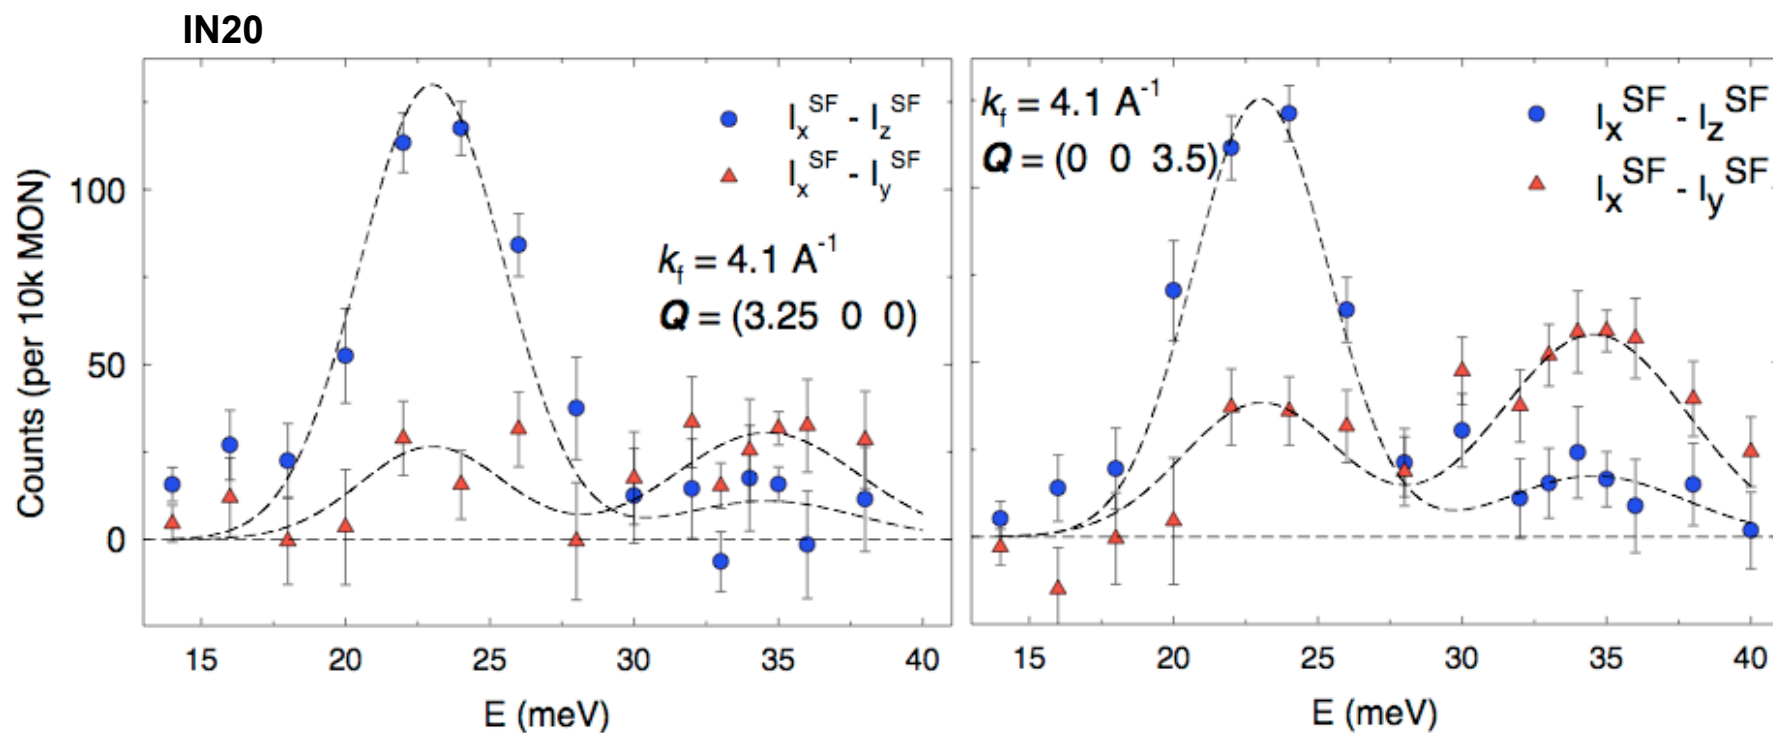 IN20
Counts (per 10k MON)
100
50
0
I_x^SF - I_z^SF
I_x^SF - I_y^SF
k_f = 4.1 A^-1
Q = (3.25 0 0)
15 20 25 30 35 40
E (meV)
k_f = 4.1 A^-1
Q = (0 0 3.5)
I_x^SF - I_z^SF
I_x^SF - I_y^SF
15 20 25 30 35 40
E (meV)